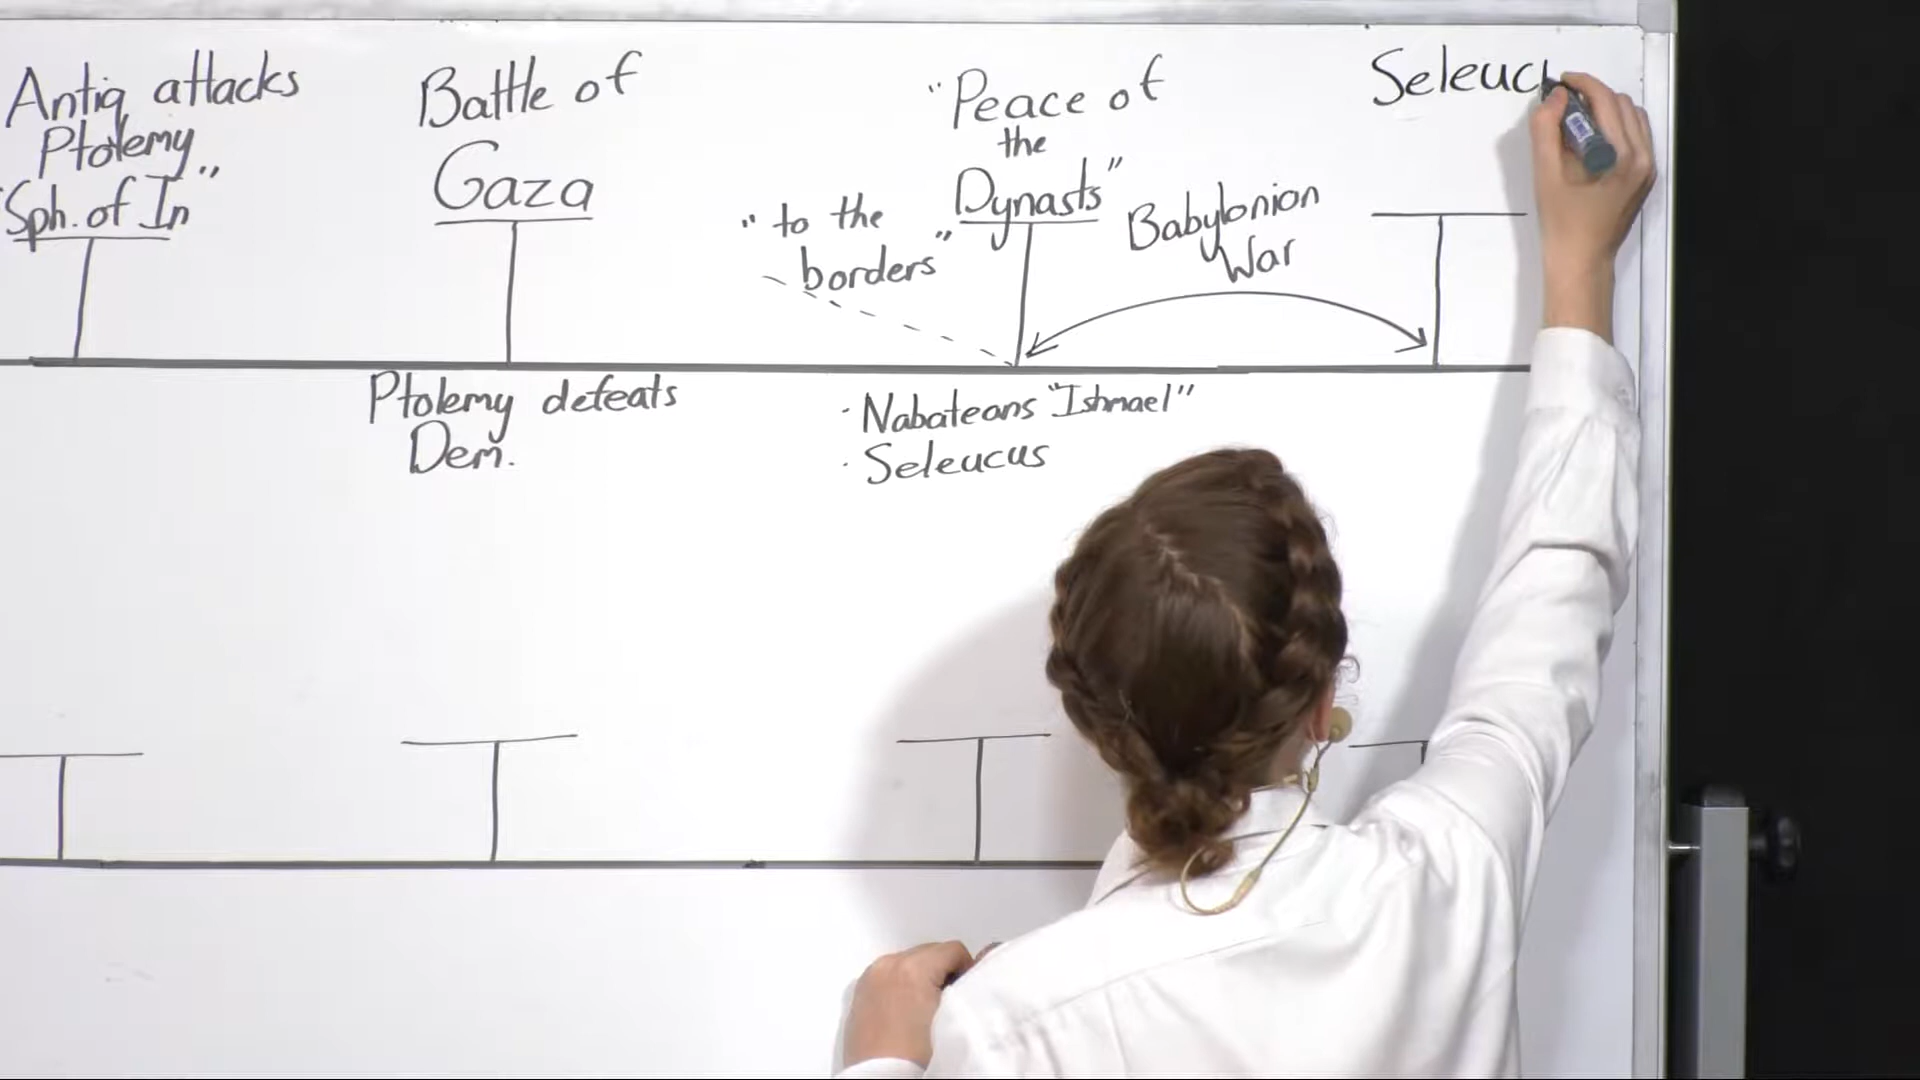 Antig attacks
Ptolemy
"Sph. of In"
Battle of
Gaza
"to the
borders"
"Peace of
the
Dynasts"
Babylonion
War
Seleuc
Ptolemy defeats
Dem.
· Nabateans "Ishmael"
· Seleucus